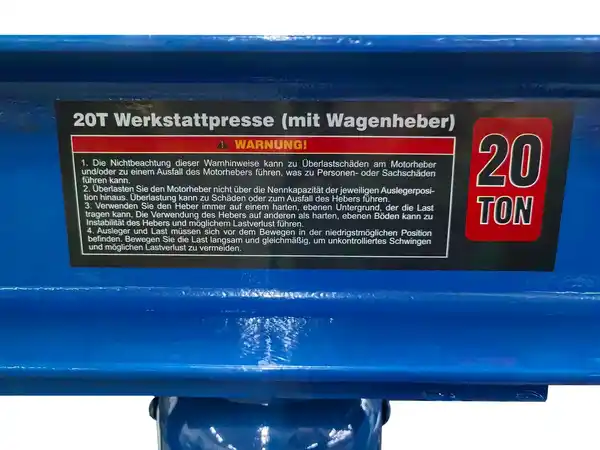 20T Werkstattpresse (mit Wagenheber)
⚠ WARNUNG!
1. Die Nichtbeachtung dieser Warnhinweise kann zu Überlastschäden am Motorheber
und/oder zu einem Ausfall des Motorhebers führen, was zu Personen- oder Sachschäden
führen kann.
2. Überlasten Sie den Motorheber nicht über die Nennkapazität der jeweiligen Auslegerposi-
tion hinaus. Überlastung kann zu Schäden oder zum Ausfall des Hebers führen.
3. Verwenden Sie den Heber immer auf einem harten, ebenen Untergrund, der die Last
tragen kann. Die Verwendung des Hebers auf anderen als harten, ebenen Böden kann zu
Instabilität des Hebers und möglichem Lastverlust führen.
4. Ausleger und Last müssen sich vor dem Bewegen in der niedrigstmöglichen Position
befinden. Bewegen Sie die Last langsam und gleichmäßig, um unkontrolliertes Schwingen
und möglichen Lastverlust zu vermeiden.
20
TON